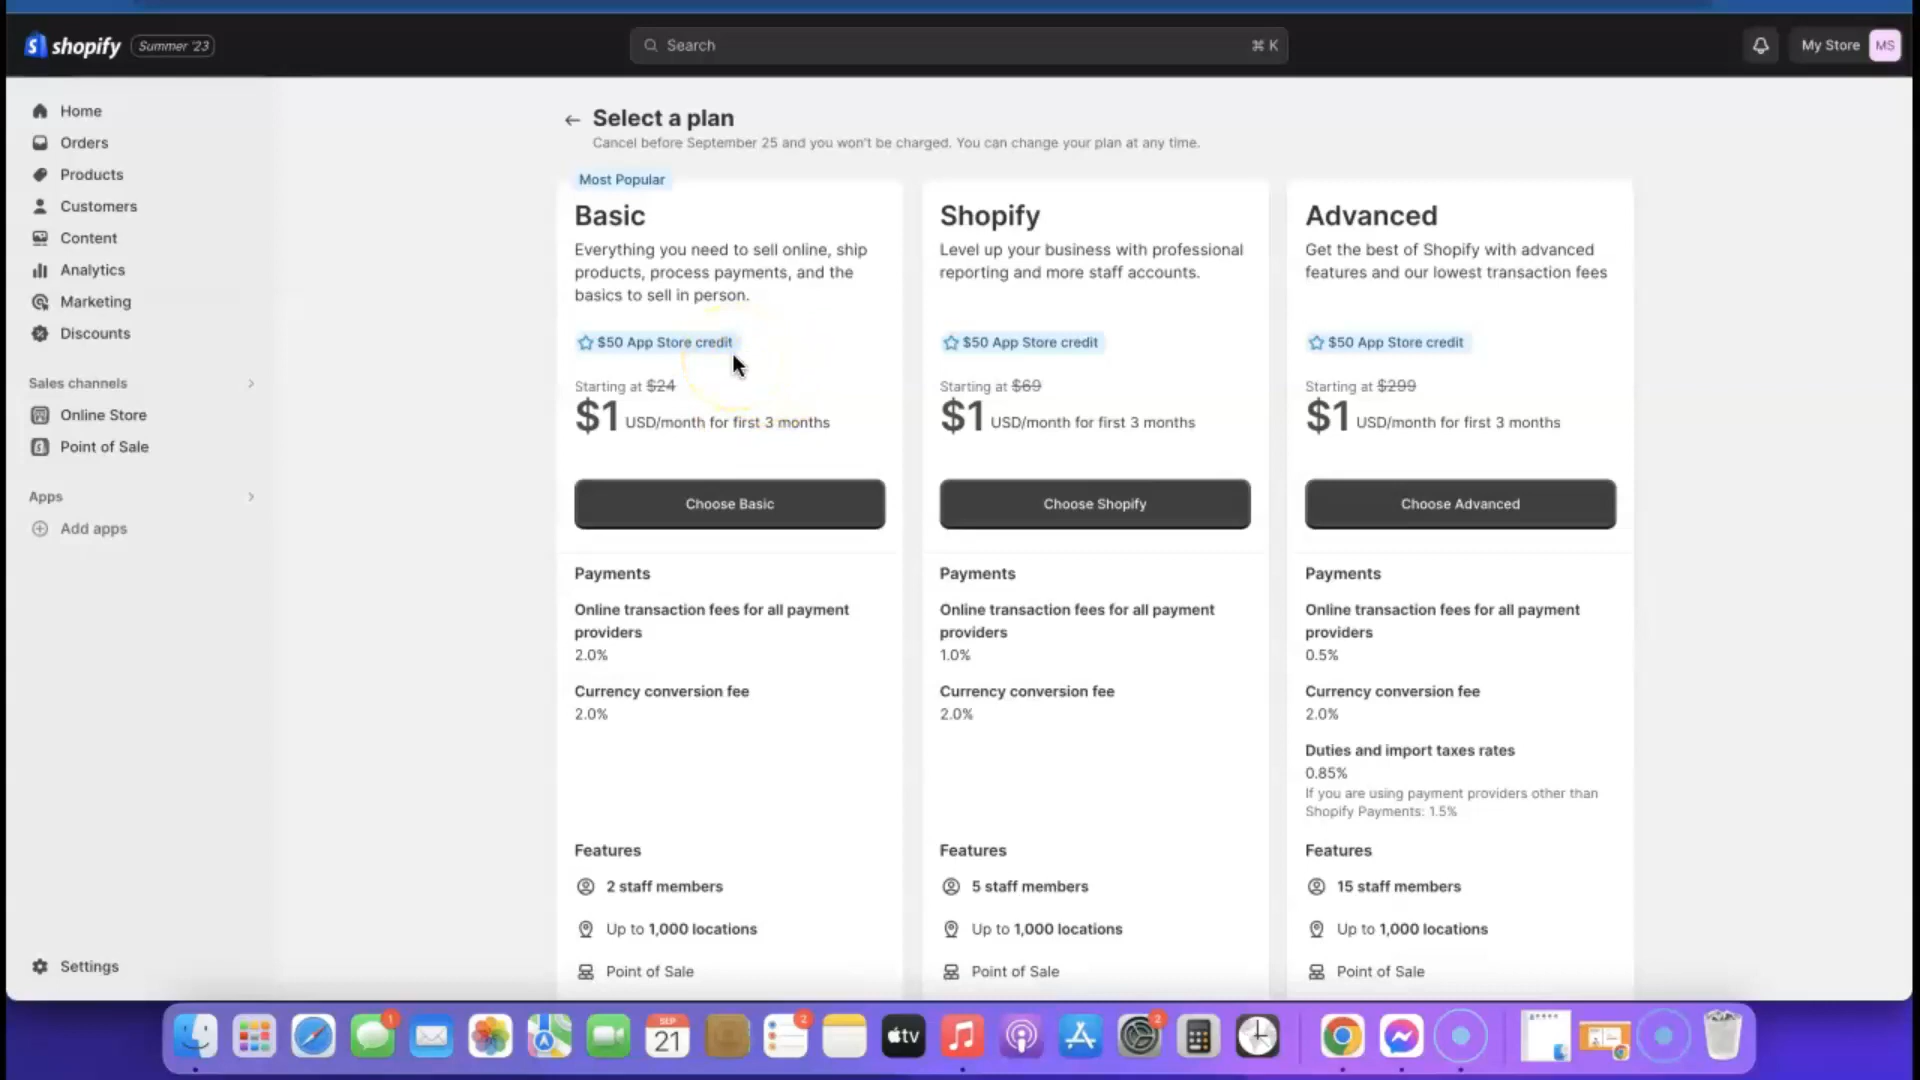 shopify
Summer '23
Search
⌘ K
My Store
MS
Home
Orders
Products
Customers
Content
Analytics
Marketing
Discounts
Sales channels
Online Store
Point of Sale
Apps
Add apps
Settings
Select a plan
Cancel before September 25 and you won't be charged. You can change your plan at any time.
Most Popular
Basic
Everything you need to sell online, ship
products, process payments, and the
basics to sell in person.
$50 App Store credit
Starting at $24
$1 USD/month for first 3 months
Choose Basic
Payments
Online transaction fees for all payment
providers
2.0%
Currency conversion fee
2.0%
Features
2 staff members
Up to 1,000 locations
Point of Sale
Shopify
Level up your business with professional
reporting and more staff accounts.
$50 App Store credit
Starting at $69
$1 USD/month for first 3 months
Choose Shopify
Payments
Online transaction fees for all payment
providers
1.0%
Currency conversion fee
2.0%
Features
5 staff members
Up to 1,000 locations
Point of Sale
Advanced
Get the best of Shopify with advanced
features and our lowest transaction fees
$50 App Store credit
Starting at $299
$1 USD/month for first 3 months
Choose Advanced
Payments
Online transaction fees for all payment
providers
0.5%
Currency conversion fee
2.0%
Duties and import taxes rates
0.85%
If you are using payment providers other than
Shopify Payments: 1.5%
Features
15 staff members
Up to 1,000 locations
Point of Sale
1
SEP
21
2
tv
2